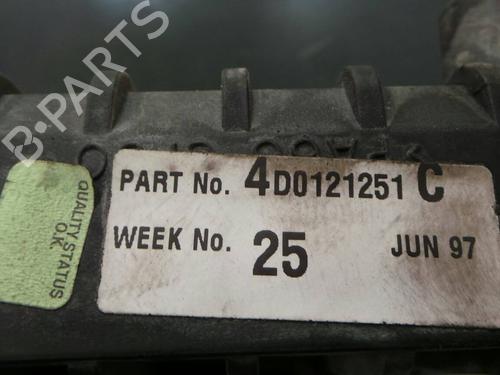 B-PARTS
PART No. 4D0121251 C
WEEK No. 25 JUN 97
QUALITY STATUS
O.K.